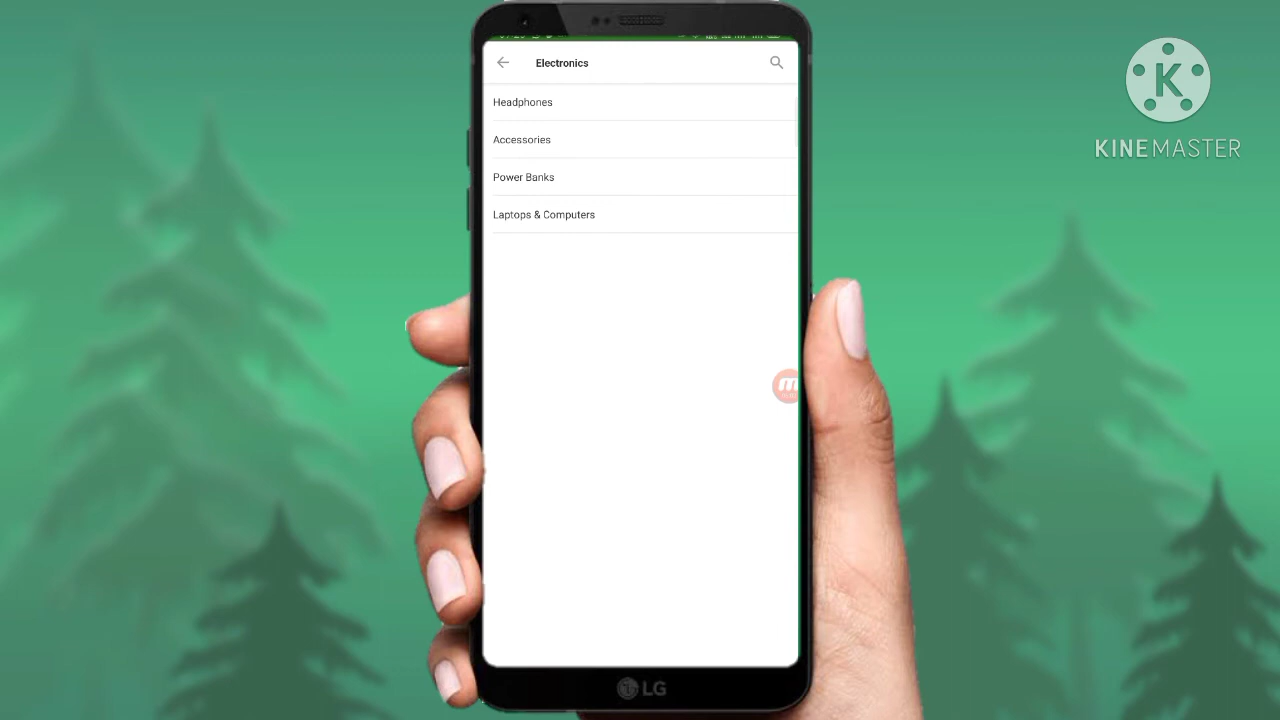 Electronics
Headphones
Accessories
Power Banks
Laptops & Computers
K
KINEMASTER
LG